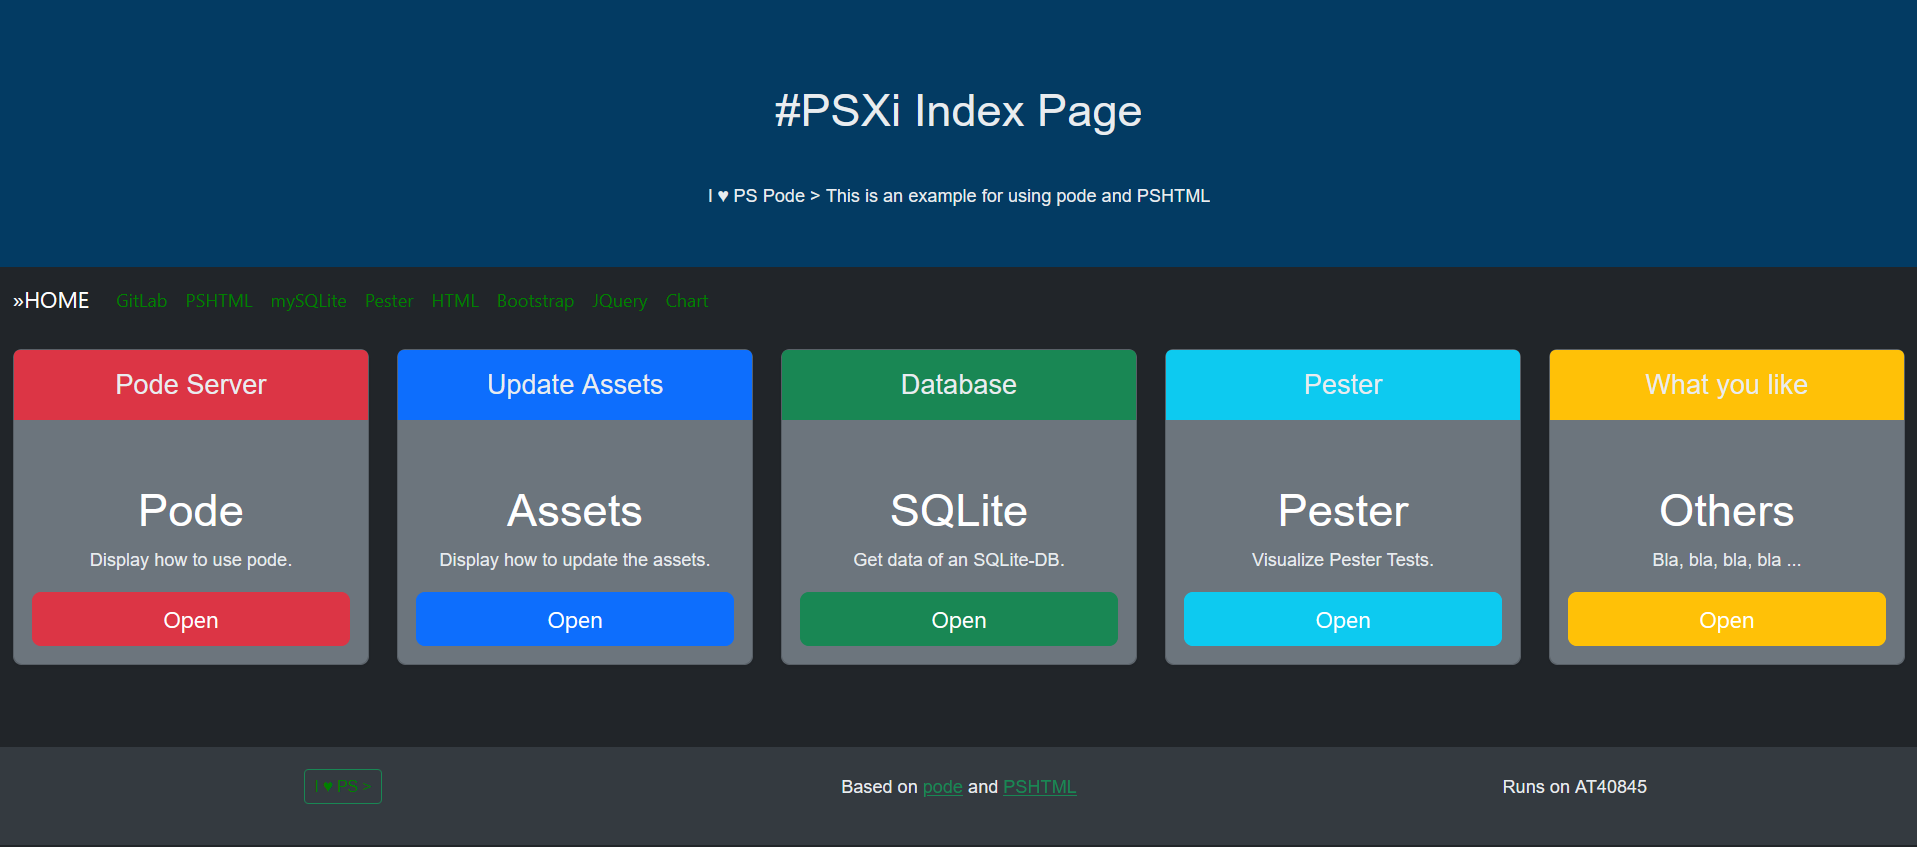 #PSXi Index Page
I ♥ PS Pode > This is an example for using pode and PSHTML
»HOME GitLab PSHTML mySQLite Pester HTML Bootstrap JQuery Chart
Pode Server
Pode
Display how to use pode.
Open
Update Assets
Assets
Display how to update the assets.
Open
Database
SQLite
Get data of an SQLite-DB.
Open
Pester
Pester
Visualize Pester Tests.
Open
What you like
Others
Bla, bla, bla, bla ...
Open
I ♥ PS >
Based on pode and PSHTML
Runs on AT40845